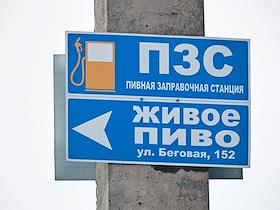 ПЗС
ПИВНАЯ ЗАПРАВОЧНАЯ СТАНЦИЯ
ЖИВОЕ
ПИВО
ул. Беговая, 152